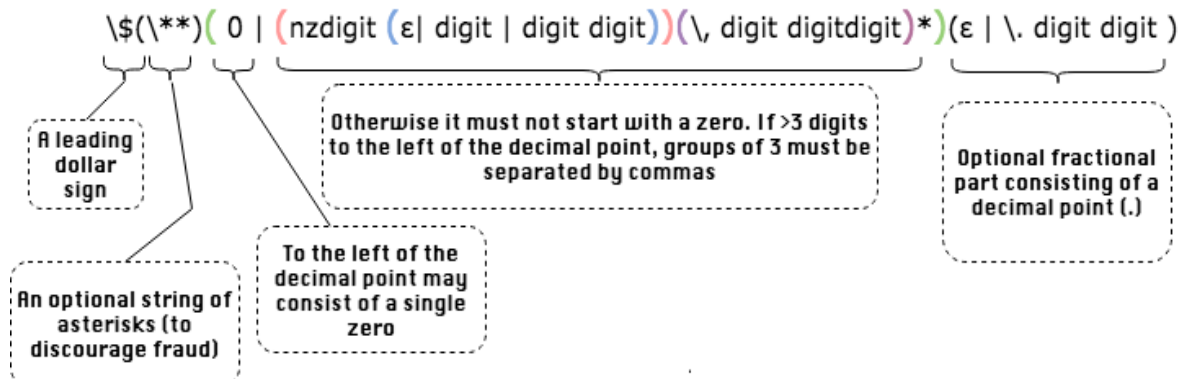 \$(\**)( 0 | (nzdigit (ε| digit | digit digit))(\, digit digitdigit)*)(ε | \. digit digit )
A leading
dollar
sign
An optional string of
asterisks (to
discourage fraud)
To the left of the
decimal point may
consist of a single
zero
Otherwise it must not start with a zero. If >3 digits
to the left of the decimal point, groups of 3 must be
separated by commas
Optional fractional
part consisting of a
decimal point (.)